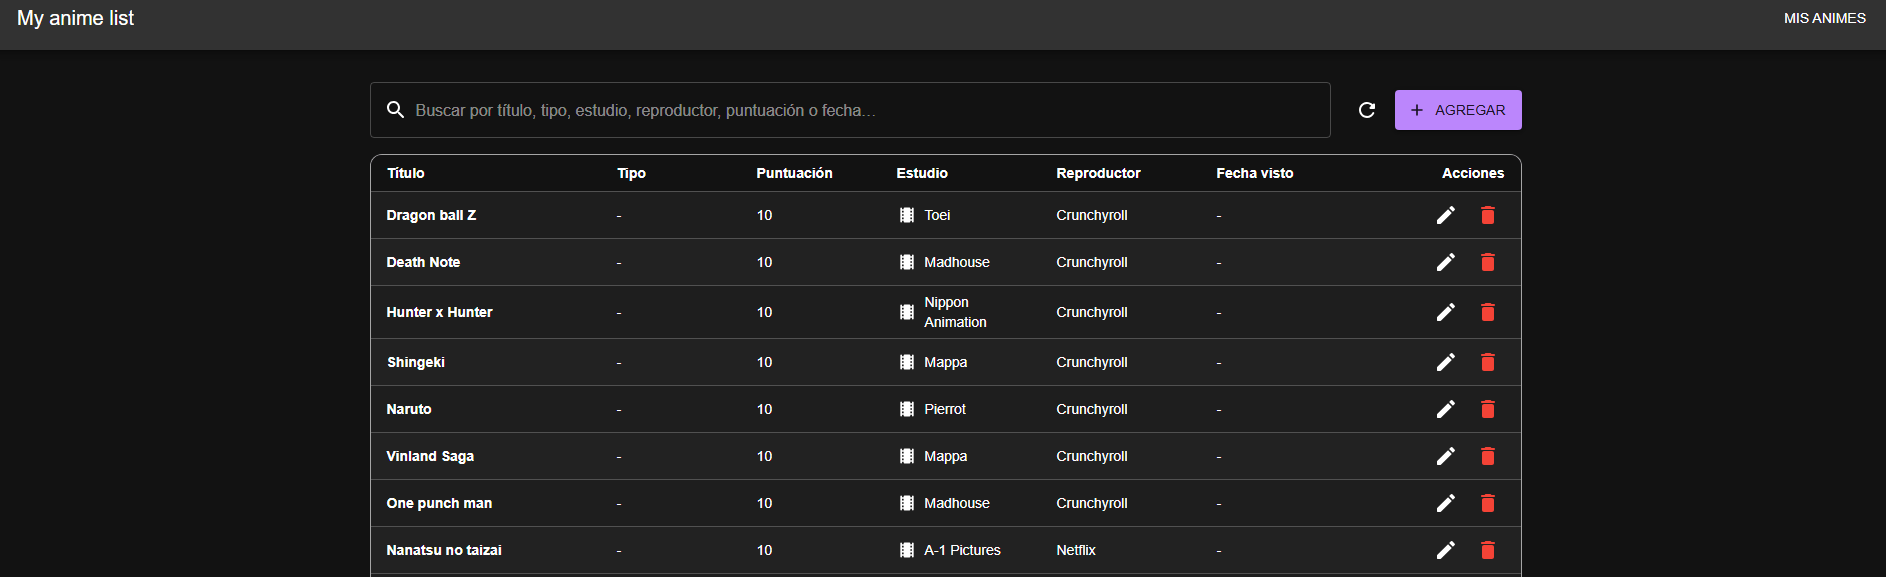 My anime list
MIS ANIMES
Buscar por título, tipo, estudio, reproductor, puntuación o fecha...
AGREGAR
Título Tipo Puntuación Estudio Reproductor Fecha visto Acciones
Dragon ball Z - 10 Toei Crunchyroll -
Death Note - 10 Madhouse Crunchyroll -
Hunter x Hunter - 10 Nippon Animation Crunchyroll -
Shingeki - 10 Mappa Crunchyroll -
Naruto - 10 Pierrot Crunchyroll -
Vinland Saga - 10 Mappa Crunchyroll -
One punch man - 10 Madhouse Crunchyroll -
Nanatsu no taizai - 10 A-1 Pictures Netflix -